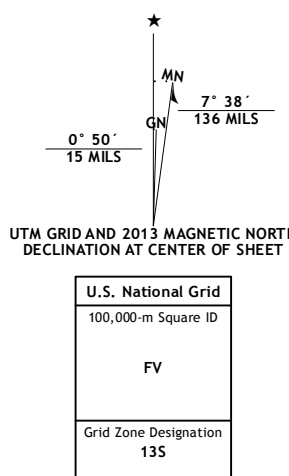 ★
MN
7° 38´
136 MILS
GN
0° 50´
15 MILS
UTM GRID AND 2013 MAGNETIC NORTH
DECLINATION AT CENTER OF SHEET
U.S. National Grid
100,000-m Square ID
FV
Grid Zone Designation
13S